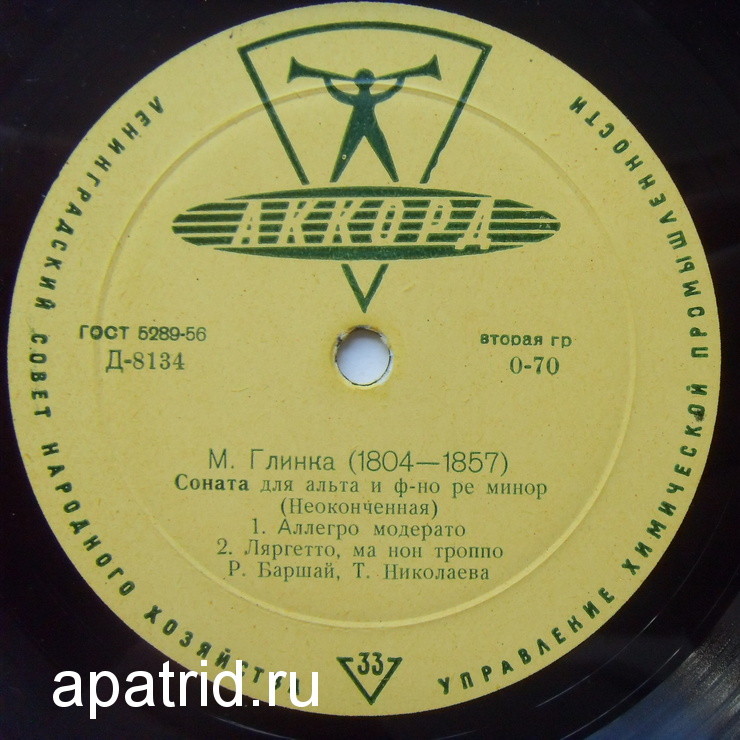 ЛЕНИНГРАДСКИЙ СОВЕТ НАРОДНОГО ХОЗЯЙСТВА
УПРАВЛЕНИЕ ХИМИЧЕСКОЙ ПРОМЫШЛЕННОСТИ
АККОРД
ГОСТ 5289-56
Д-8134
вторая гр
0-70
М. Глинка (1804—1857)
Соната для альта и ф-но ре минор
(Неоконченная)
1. Аллегро модерато
2. Ляргетто, ма нон троппо
Р. Баршай, Т. Николаева
33
apatrid.ru